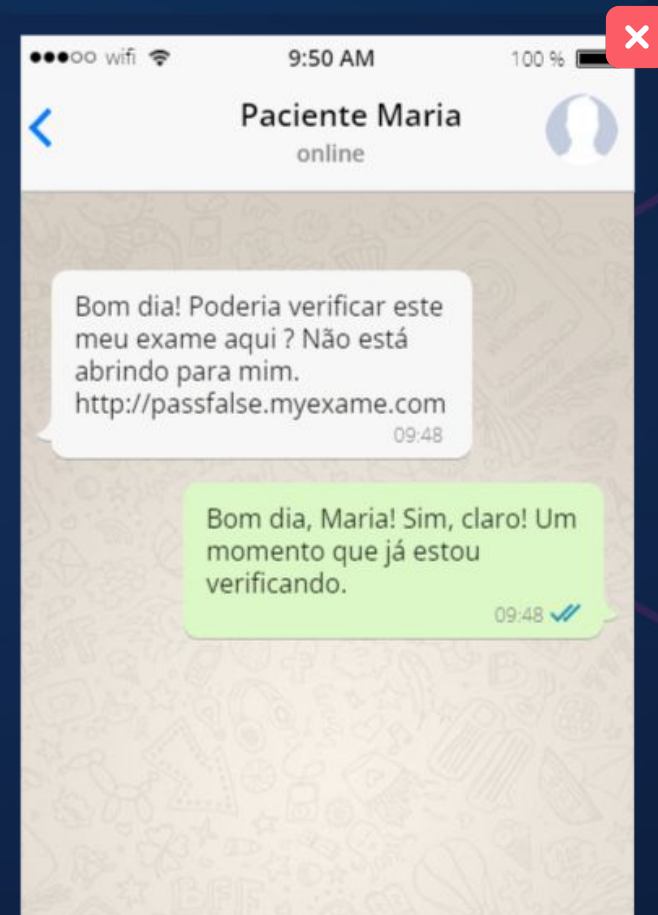 wifi
9:50 AM
100 %
Paciente Maria
online
Bom dia! Poderia verificar este
meu exame aqui ? Não está
abrindo para mim.
http://passfalse.myexame.com
09:48
Bom dia, Maria! Sim, claro! Um
momento que já estou
verificando.
09:48